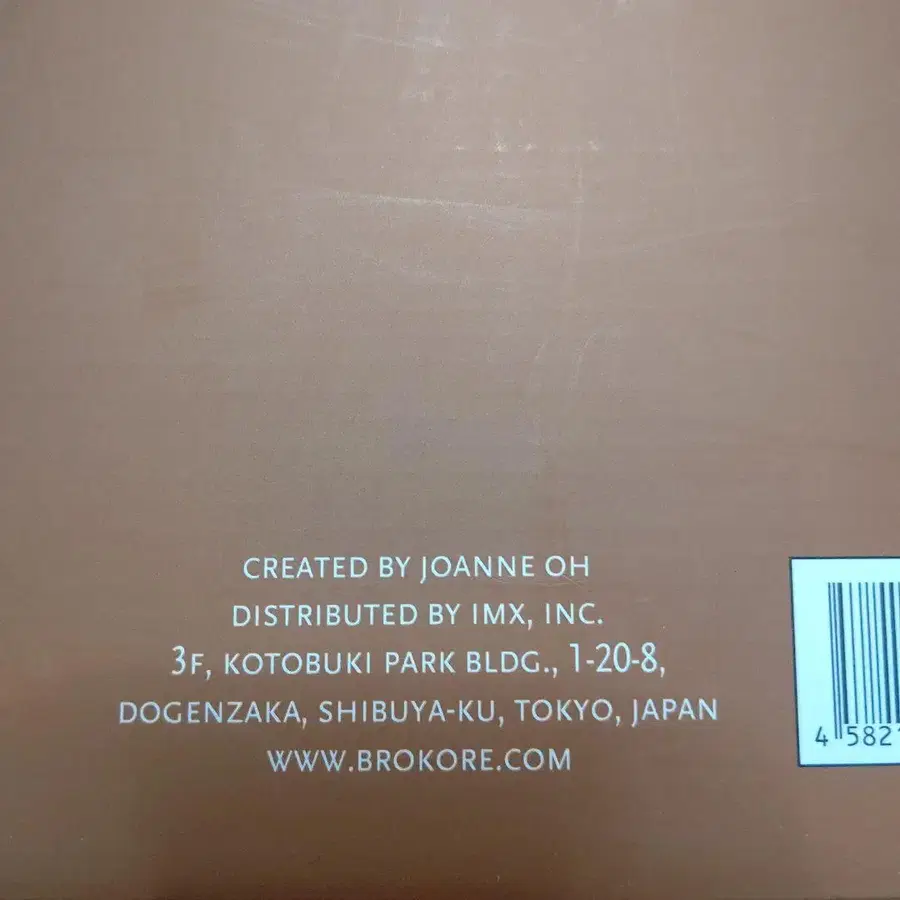 CREATED BY JOANNE OH
DISTRIBUTED BY IMX, INC.
3F, KOTOBUKI PARK BLDG., 1-20-8,
DOGENZAKA, SHIBUYA-KU, TOKYO, JAPAN
WWW.BROKORE.COM
4 582